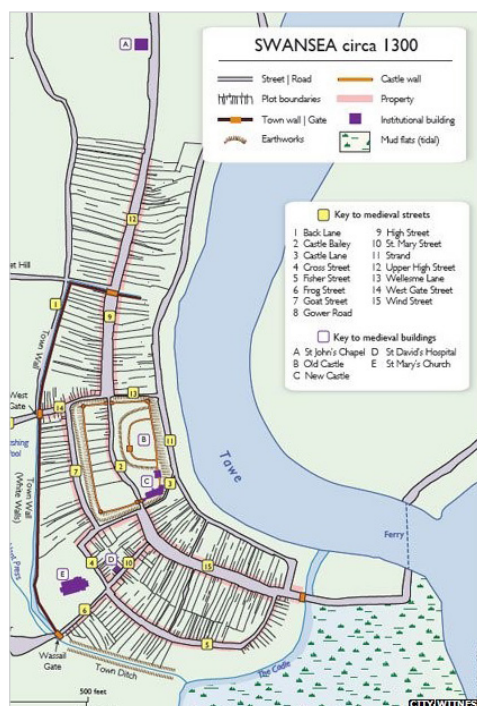 SWANSEA circa 1300
Street | Road
Castle wall
Plot boundaries
Property
Town wall | Gate
Institutional building
Earthworks
Mud flats (tidal)
Key to medieval streets
1 Back Lane
2 Castle Bailey
3 Castle Lane
4 Cross Street
5 Fisher Street
6 Frog Street
7 Goat Street
8 Gower Road
9 High Street
10 St. Mary Street
11 Strand
12 Upper High Street
13 Wellesme Lane
14 West Gate Street
15 Wind Street
Key to medieval buildings
A St John's Chapel
B Old Castle
C New Castle
D St David's Hospital
E St Mary's Church
A
12
et Hill
1
9
Town Wall
West
Gate
14
13
B
11
C
3
2
7
Town Wall
(White Walls)
Tawe
Ferry
4
D
10
15
E
6
5
Wassail
Gate
Town Ditch
500 feet
CITY WITNES